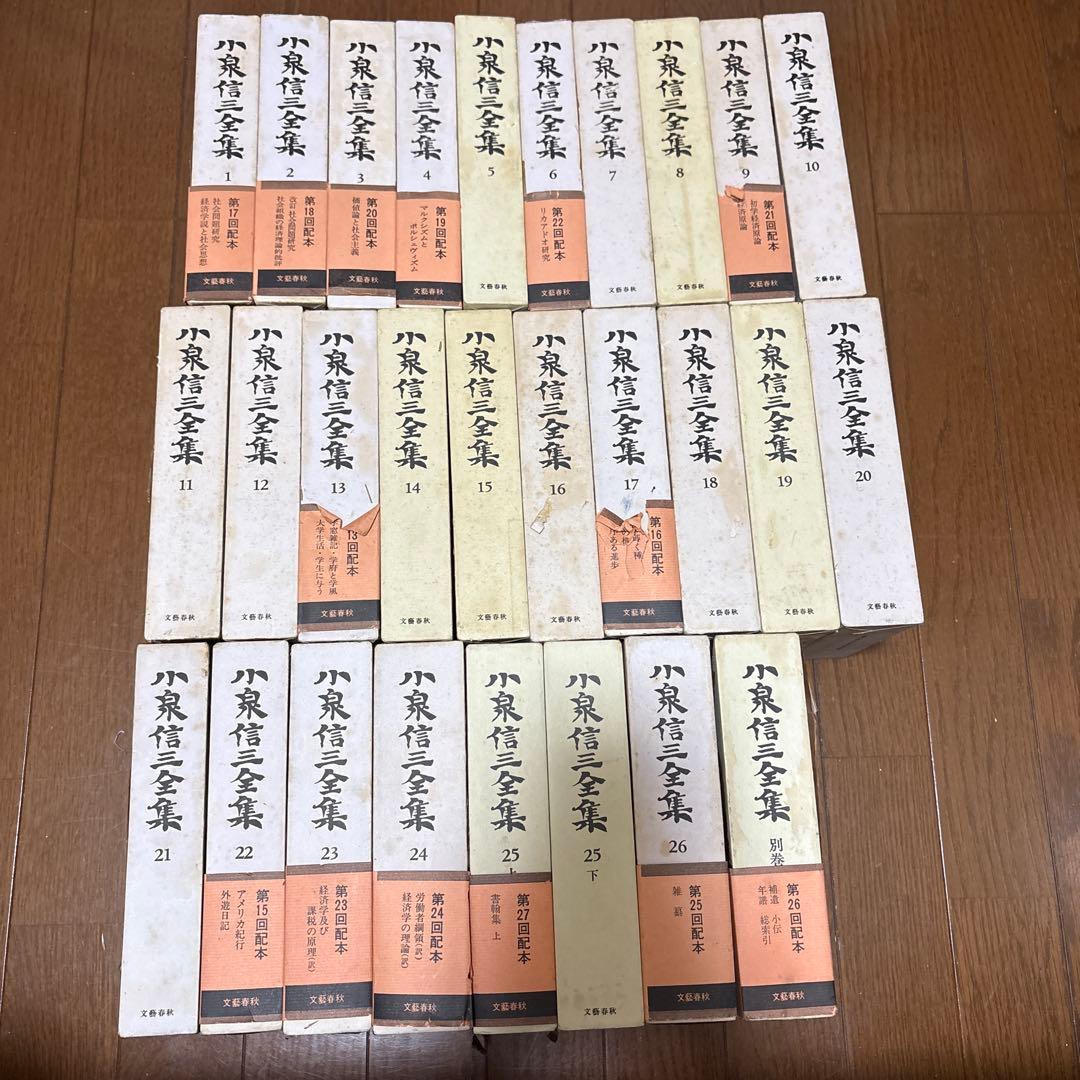 小泉信三全集
1
第17回配本
社会問題研究
経済学説と社会思想
文藝春秋
小泉信三全集
2
第18回配本
改訂 社会問題研究
社会組織の経済理論的批評
文藝春秋
小泉信三全集
3
第20回配本
価値論と社会主義
文藝春秋
小泉信三全集
4
第19回配本
マルクシズムと
ボルシェヴィズム
文藝春秋
小泉信三全集
5
文藝春秋
小泉信三全集
6
第22回配本
リカアドオ研究
文藝春秋
小泉信三全集
7
文藝春秋
小泉信三全集
8
文藝春秋
小泉信三全集
9
第21回配本
初学経済原論
経済原論
文藝春秋
小泉信三全集
10
文藝春秋
小泉信三全集
11
文藝春秋
小泉信三全集
12
文藝春秋
小泉信三全集
13
13回配本
窓雑記・学府と学風
大学生活・学生に与う
文藝春秋
小泉信三全集
14
文藝春秋
小泉信三全集
15
文藝春秋
小泉信三全集
16
文藝春秋
小泉信三全集
17
第16回配本
蒔く種
ある進歩
文藝春秋
小泉信三全集
18
文藝春秋
小泉信三全集
19
文藝春秋
小泉信三全集
20
文藝春秋
小泉信三全集
21
文藝春秋
小泉信三全集
22
第15回配本
アメリカ紀行
外遊日記
文藝春秋
小泉信三全集
23
第23回配本
経済学及び
課税の原理(訳)
文藝春秋
小泉信三全集
24
第24回配本
労働者綱領(訳)
経済学の理論(訳)
文藝春秋
小泉信三全集
25
上
第27回配本
書翰集 上
文藝春秋
小泉信三全集
25
下
文藝春秋
小泉信三全集
26
第25回配本
雑纂
文藝春秋
小泉信三全集
別巻
第26回配本
補遺 小伝
年譜 総索引
文藝春秋